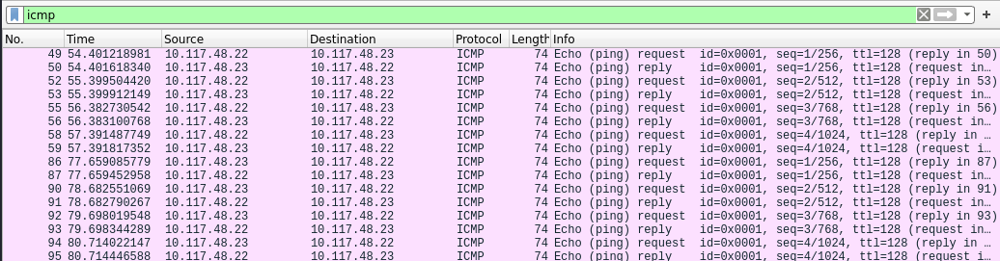 icmp
No. Time Source Destination Protocol Length Info
49 54.401218981 10.117.48.22 10.117.48.23 ICMP 74 Echo (ping) request id=0x0001, seq=1/256, ttl=128 (reply in 50)
50 54.401618340 10.117.48.23 10.117.48.22 ICMP 74 Echo (ping) reply id=0x0001, seq=1/256, ttl=128 (request in…
52 55.399504420 10.117.48.22 10.117.48.23 ICMP 74 Echo (ping) request id=0x0001, seq=2/512, ttl=128 (reply in 53)
53 55.399912149 10.117.48.23 10.117.48.22 ICMP 74 Echo (ping) reply id=0x0001, seq=2/512, ttl=128 (request in…
55 56.382730542 10.117.48.22 10.117.48.23 ICMP 74 Echo (ping) request id=0x0001, seq=3/768, ttl=128 (reply in 56)
56 56.383100768 10.117.48.23 10.117.48.22 ICMP 74 Echo (ping) reply id=0x0001, seq=3/768, ttl=128 (request in…
58 57.391487749 10.117.48.22 10.117.48.23 ICMP 74 Echo (ping) request id=0x0001, seq=4/1024, ttl=128 (reply in …
59 57.391817352 10.117.48.23 10.117.48.22 ICMP 74 Echo (ping) reply id=0x0001, seq=4/1024, ttl=128 (request i…
86 77.659085779 10.117.48.23 10.117.48.22 ICMP 74 Echo (ping) request id=0x0001, seq=1/256, ttl=128 (reply in 87)
87 77.659452958 10.117.48.22 10.117.48.23 ICMP 74 Echo (ping) reply id=0x0001, seq=1/256, ttl=128 (request in…
90 78.682551069 10.117.48.23 10.117.48.22 ICMP 74 Echo (ping) request id=0x0001, seq=2/512, ttl=128 (reply in 91)
91 78.682790267 10.117.48.22 10.117.48.23 ICMP 74 Echo (ping) reply id=0x0001, seq=2/512, ttl=128 (request in…
92 79.698019548 10.117.48.23 10.117.48.22 ICMP 74 Echo (ping) request id=0x0001, seq=3/768, ttl=128 (reply in 93)
93 79.698344289 10.117.48.22 10.117.48.23 ICMP 74 Echo (ping) reply id=0x0001, seq=3/768, ttl=128 (request in…
94 80.714022147 10.117.48.23 10.117.48.22 ICMP 74 Echo (ping) request id=0x0001, seq=4/1024, ttl=128 (reply in …
95 80.714446588 10.117.48.22 10.117.48.23 ICMP 74 Echo (ping) reply id=0x0001, seq=4/1024, ttl=128 (request i…